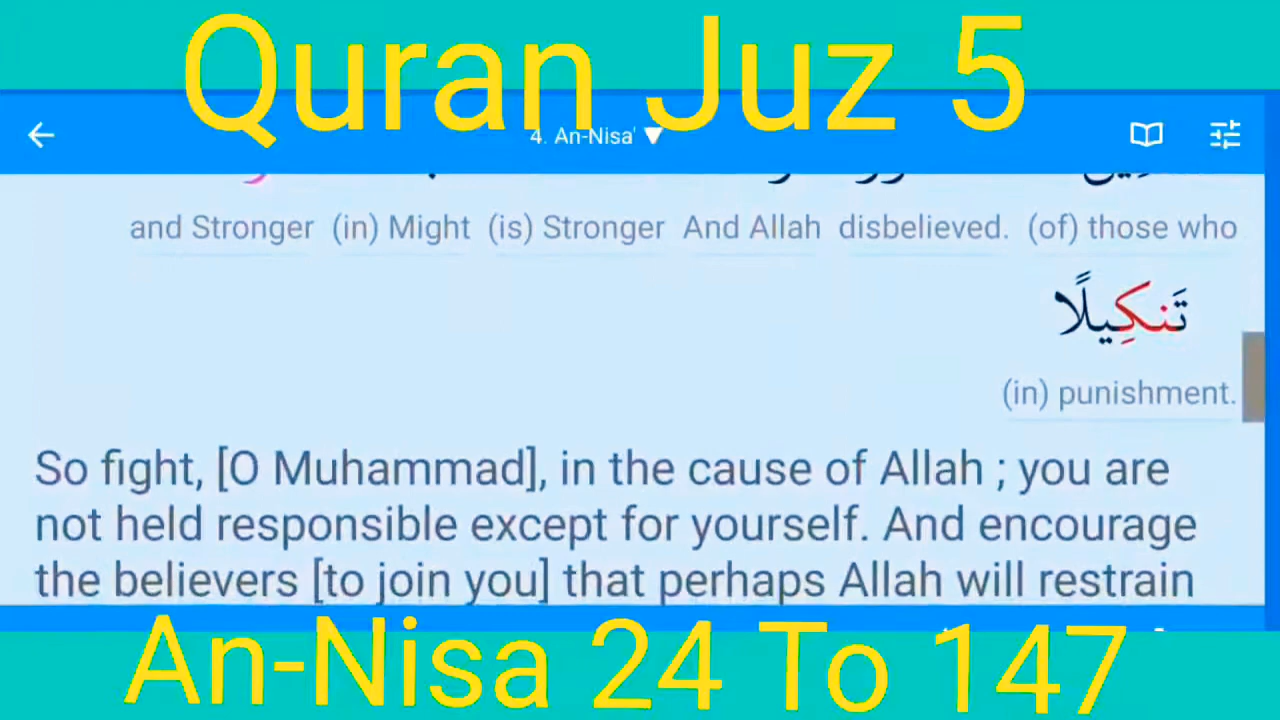 Quran Juz 5
4. An-Nisa'
and Stronger (in) Might (is) Stronger And Allah disbelieved. (of) those who
تَنكِيلًا
(in) punishment.
So fight, [O Muhammad], in the cause of Allah ; you are
not held responsible except for yourself. And encourage
the believers [to join you] that perhaps Allah will restrain
An-Nisa 24 To 147